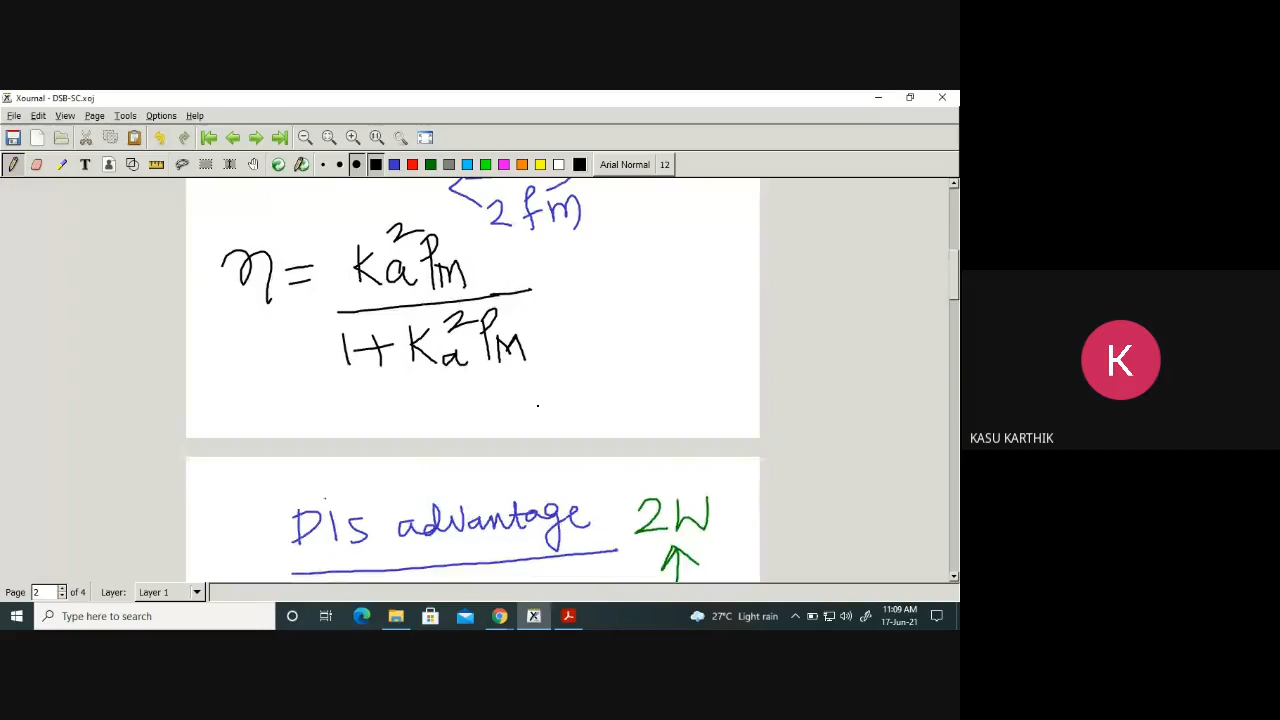 Xournal - DSB-SC.xoj
File Edit View Page Tools Options Help
T Arial Normal 12
2fm
η = Ka²Pm
1+ Ka²Pm
Dis advantage 2W
Page 2 of 4 Layer: Layer 1
Type here to search
27°C Light rain
11:09 AM
17-Jun-21
K
KASU KARTHIK